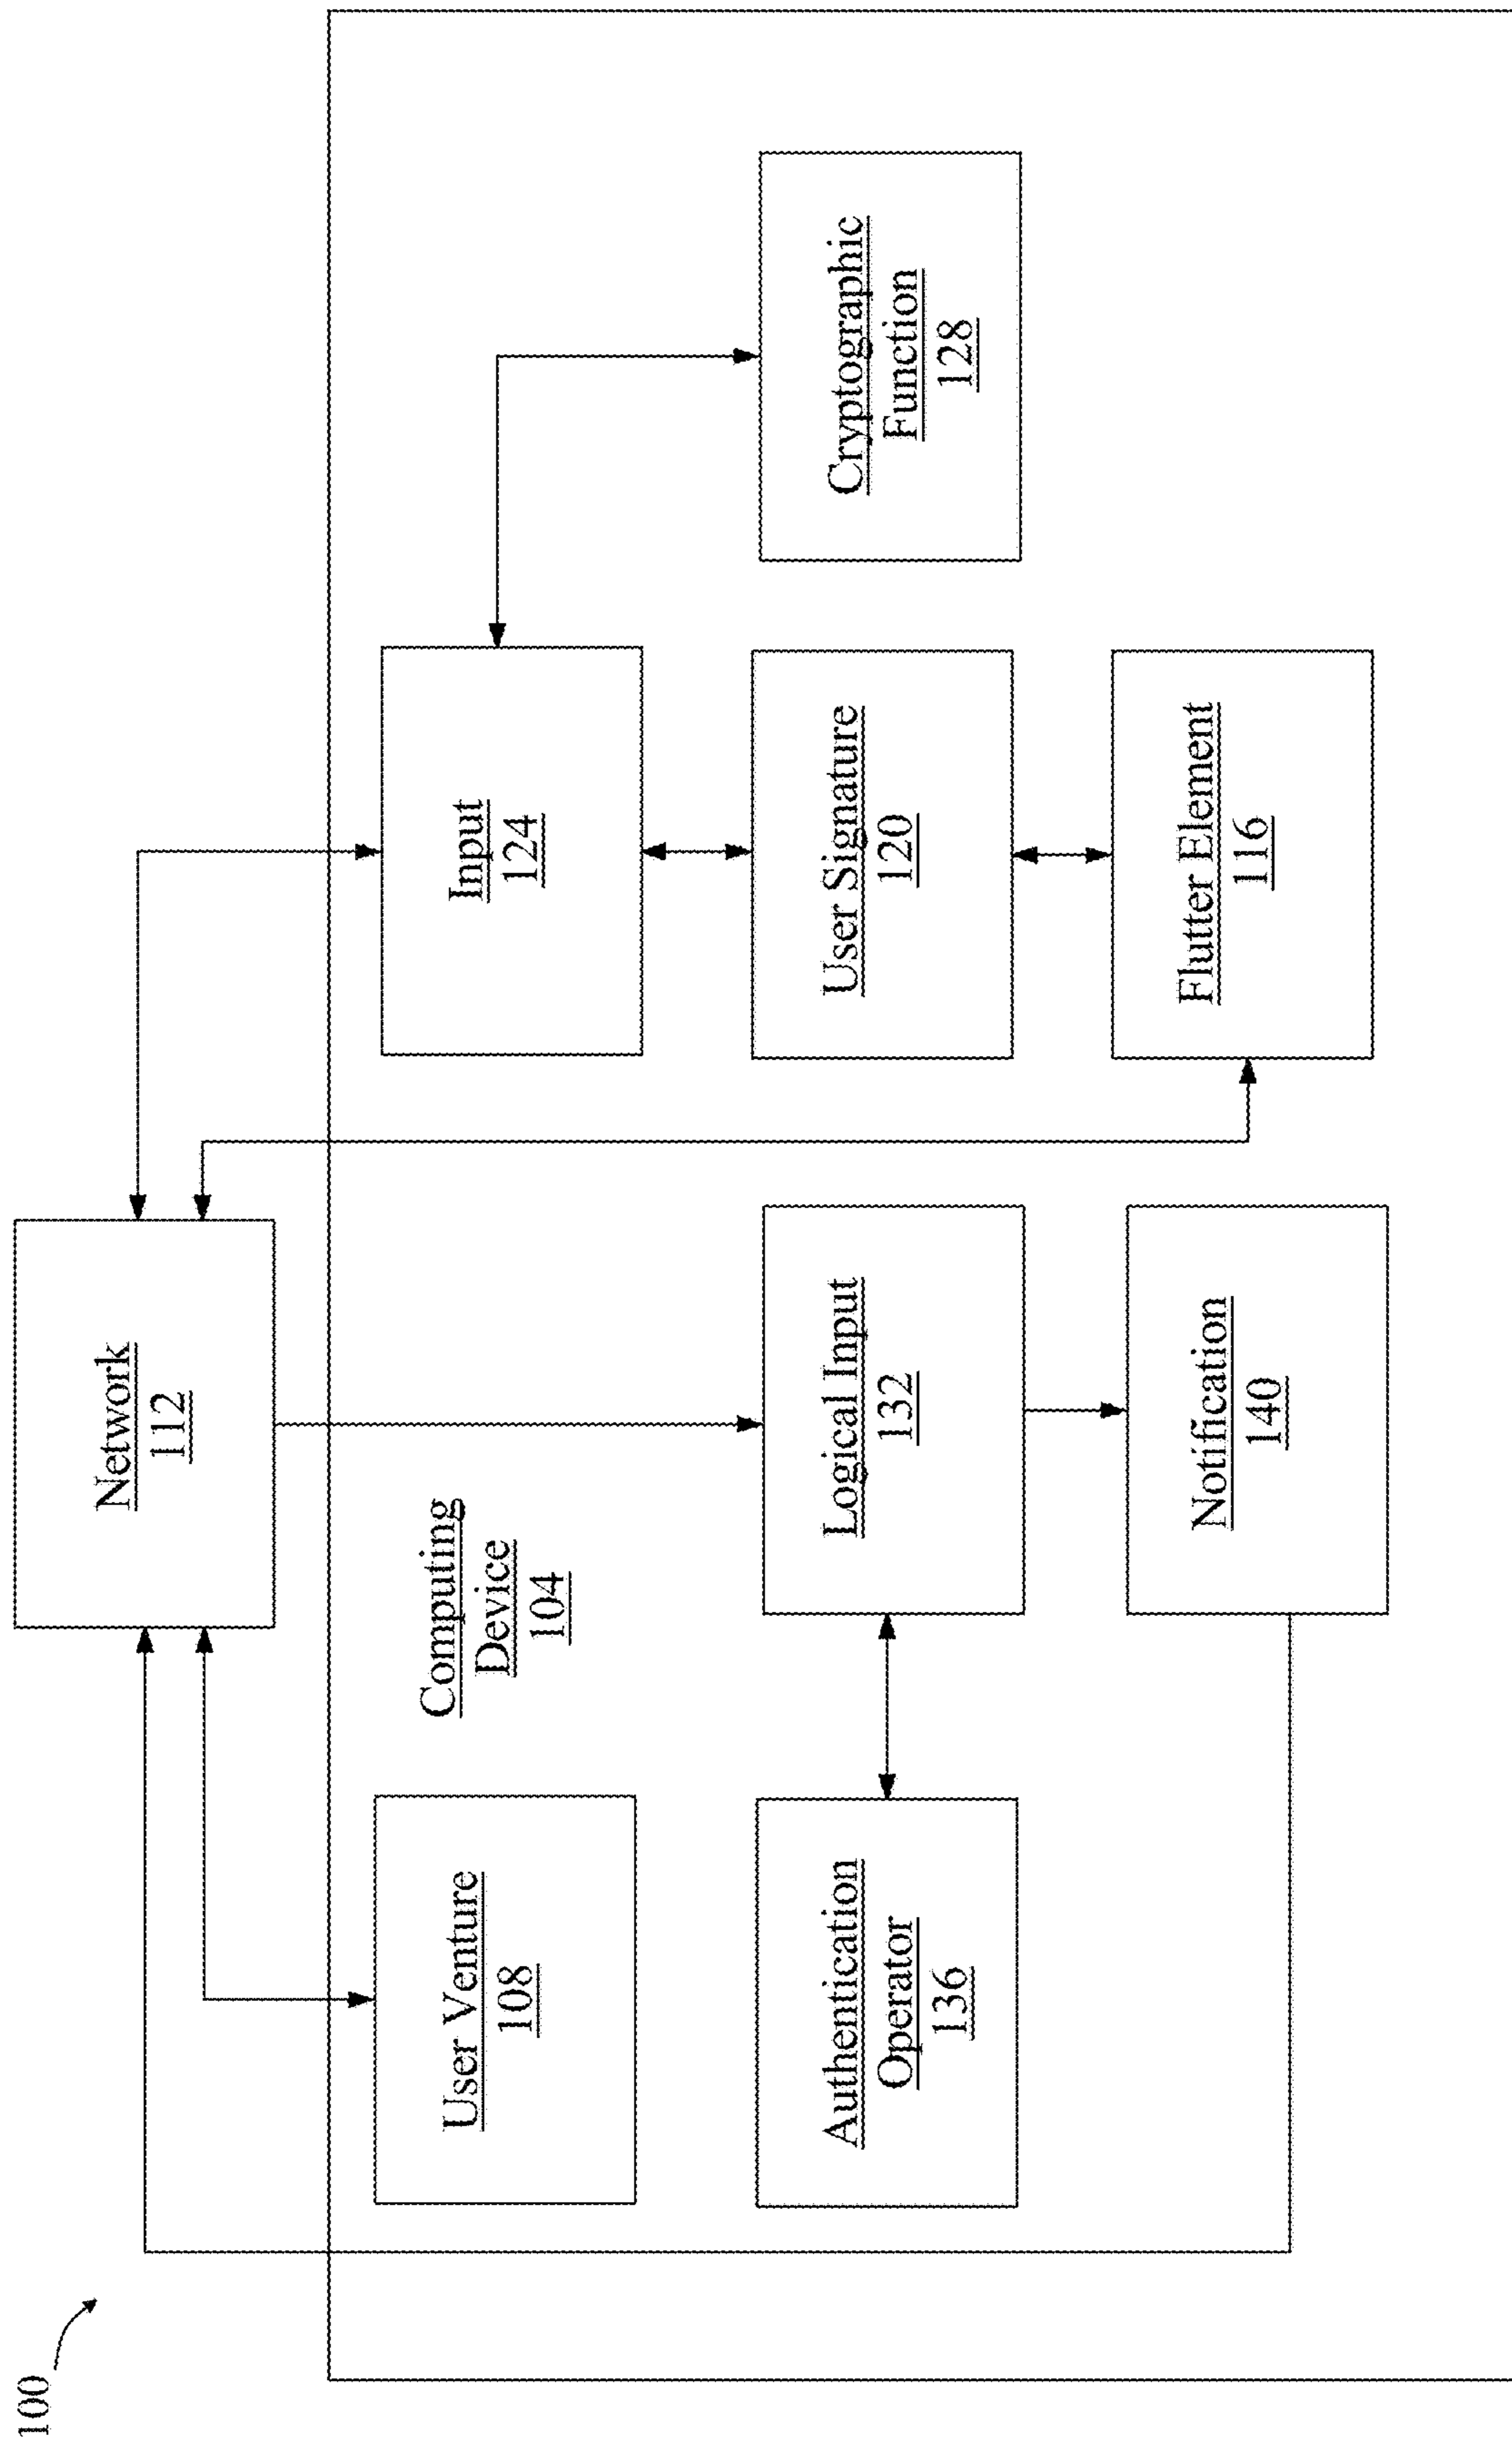 100
Network
112
Computing
Device
104
User Venture
108
Input
124
Authentication
Operator
136
Logical Input
132
User Signature
120
Cryptographic
Function
128
Notification
140
Flutter Element
116